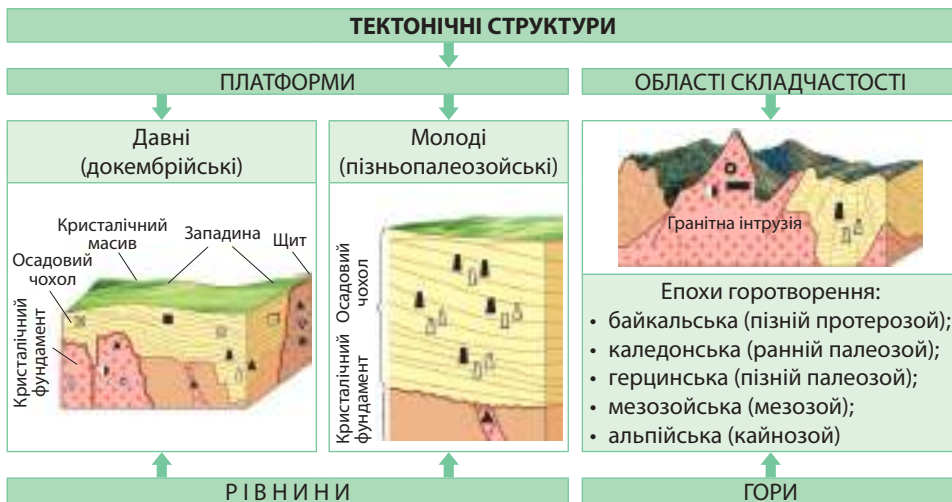 ТЕКТОНІЧНІ СТРУКТУРИ
ПЛАТФОРМИ
ОБЛАСТІ СКЛАДЧАСТОСТІ
Давні
(докембрійські)
Кристалічний
масив
Западина
Щит
Осадовий
чохол
Кристалічний
фундамент
Молоді
(пізньопалеозойські)
Осадовий
чохол
Кристалічний
фундамент
Гранітна інтрузія
Епохи горотворення:
• байкальська (пізній протерозой);
• каледонська (ранній палеозой);
• герцинська (пізній палеозой);
• мезозойська (мезозой);
• альпійська (кайнозой)
РІВНИНИ
ГОРИ